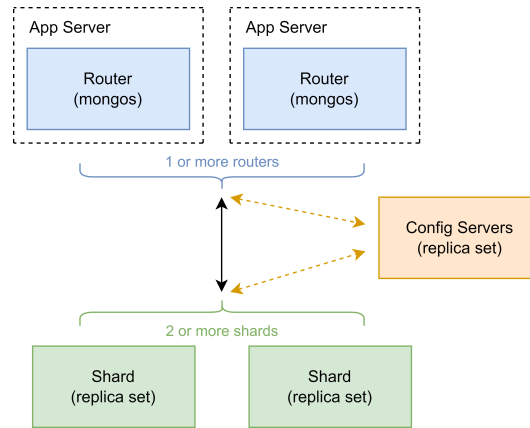 App Server
App Server
Router
(mongos)
Router
(mongos)
1 or more routers
Config Servers
(replica set)
2 or more shards
Shard
(replica set)
Shard
(replica set)